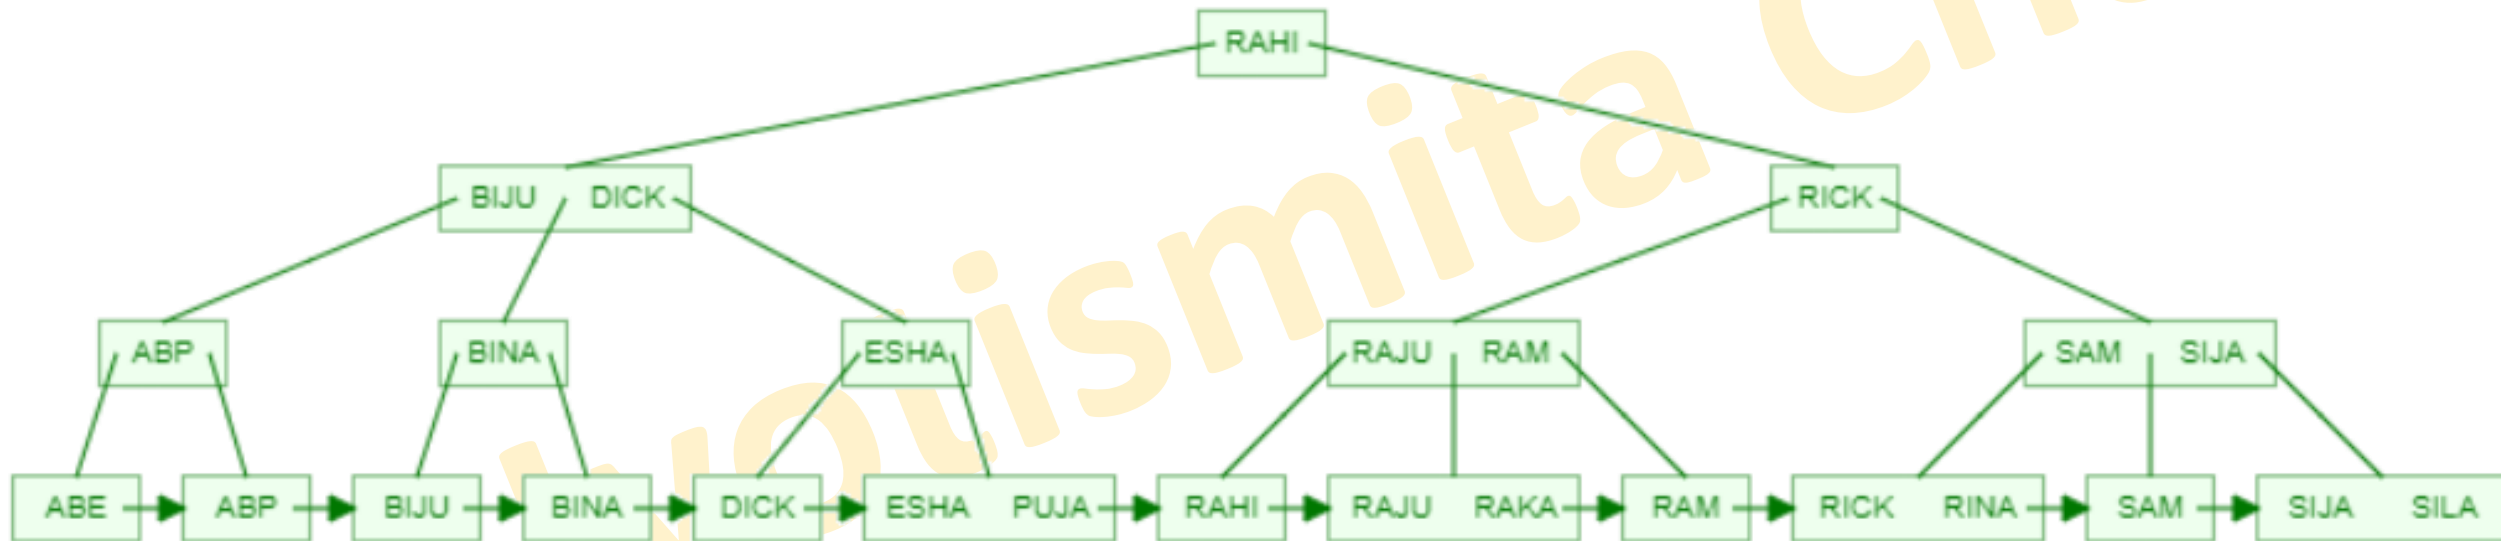 RAHI
BIJU DICK RICK
ABP BINA ESHA RAJU RAM SAM SIJA
ABE ABP BIJU BINA DICK ESHA PUJA RAHI RAJU RAKA RAM RICK RINA SAM SIJA SILA